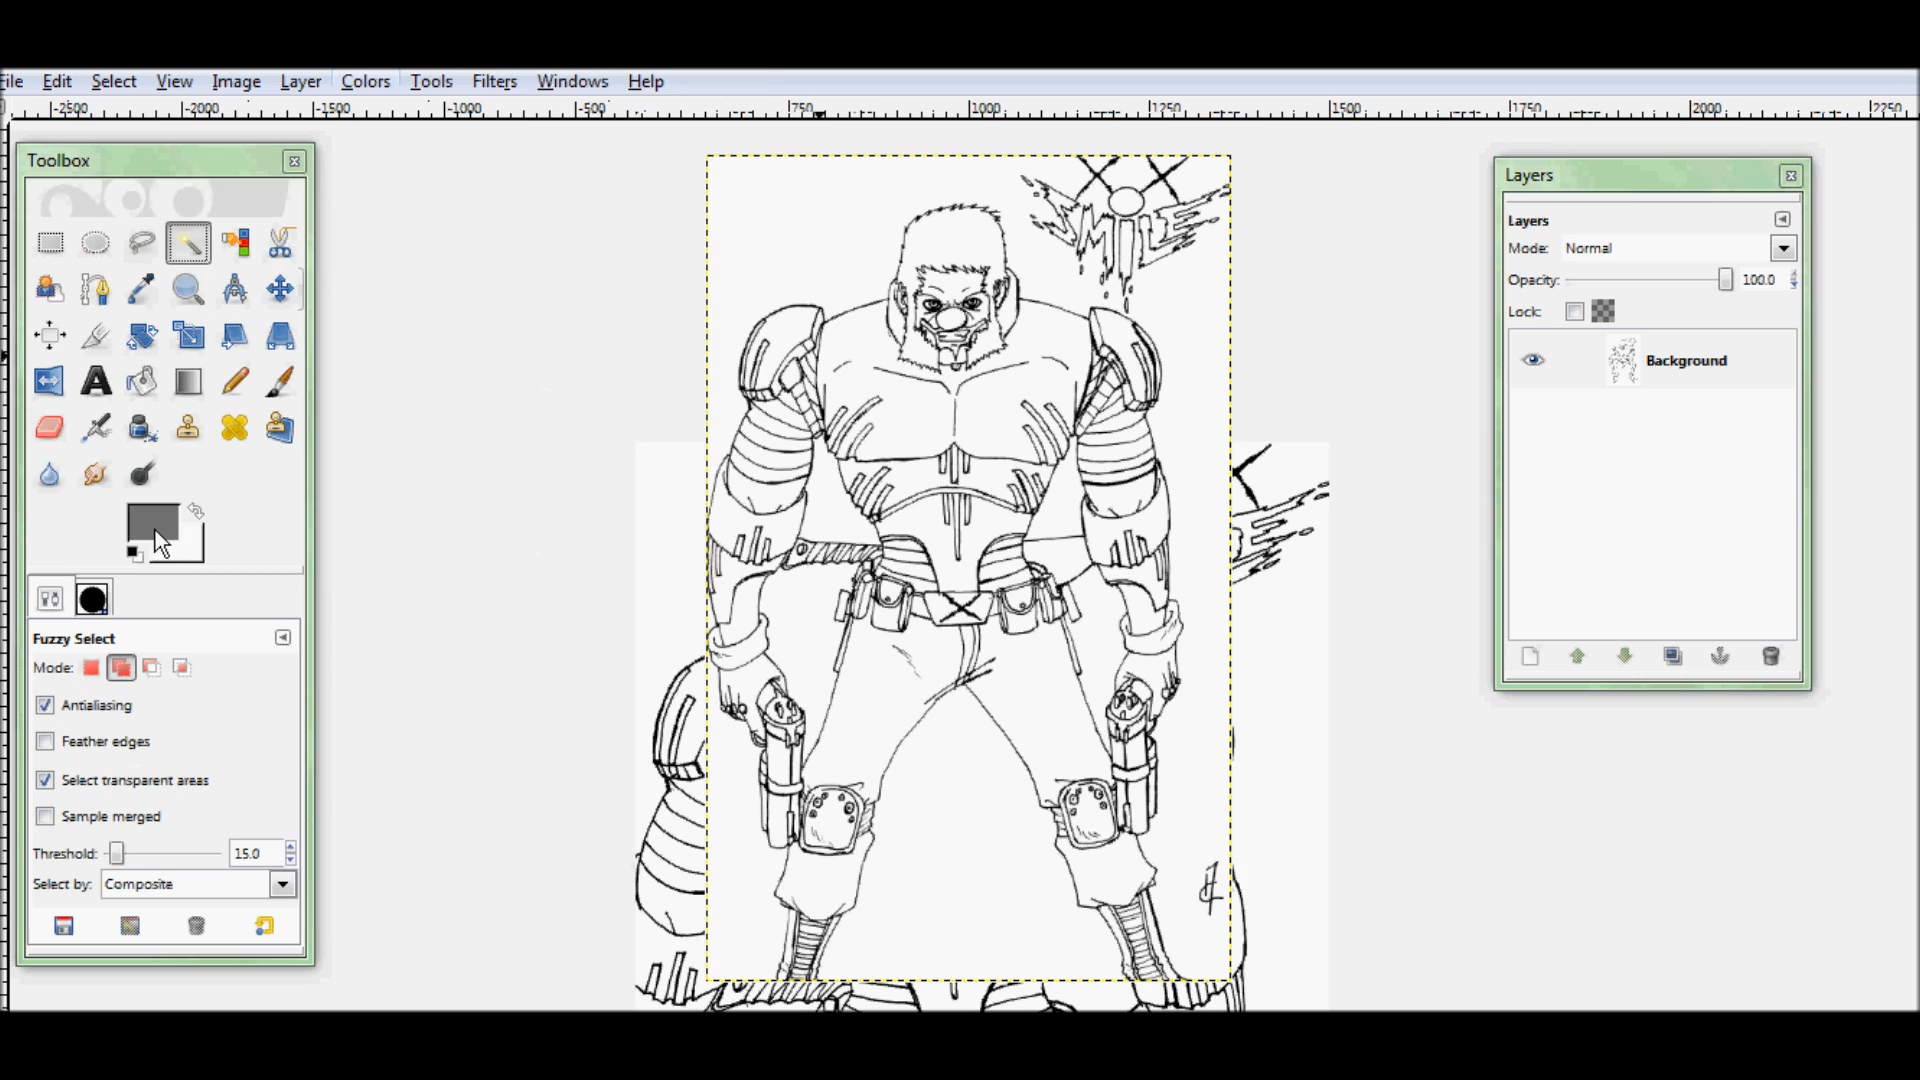 File Edit Select View Image Layer Colors Tools Filters Windows Help
-2500 -2000 -1500 -1000 -500 750 1000 1250 1500 1750 2000 2250
Toolbox
Fuzzy Select
Mode:
Antialiasing
Feather edges
Select transparent areas
Sample merged
Threshold: 15.0
Select by: Composite
Layers
Layers
Mode: Normal
Opacity: 100.0
Lock:
Background